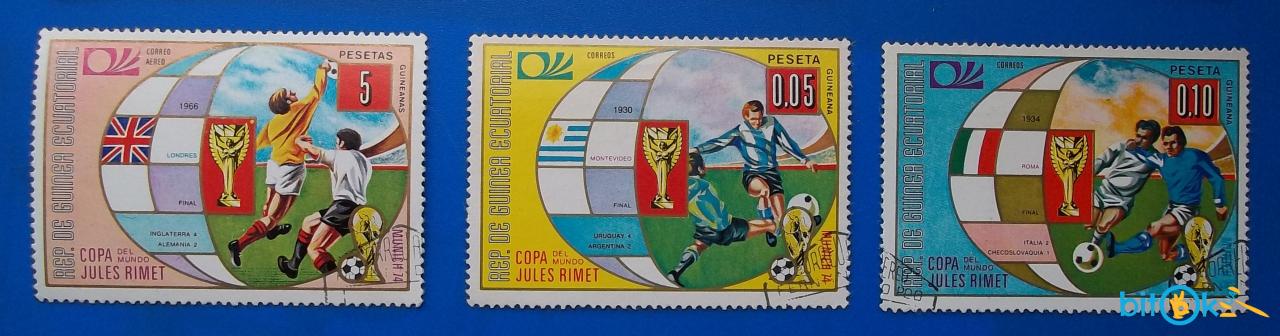 REP. DE GUINEA ECUATORIAL
CORREO
AEREO
PESETAS
5
GUINEANAS
1966
LONDRES
FINAL
INGLATERRA 4
ALEMANIA 2
COPA DEL MUNDO
JULES RIMET
MUNICH 74
REP. DE GUINEA ECUATORIAL
CORREOS
PESETA
0,05
GUINEANA
1930
MONTEVIDEO
FINAL
URUGUAY 4
ARGENTINA 2
COPA DEL MUNDO
JULES RIMET
MUNICH 74
REP. DE GUINEA ECUATORIAL
CORREOS
PESETA
0,10
GUINEANA
1934
ROMA
FINAL
ITALIA 2
CHECOSLOVAQUIA 1
COPA DEL MUNDO
JULES RIMET